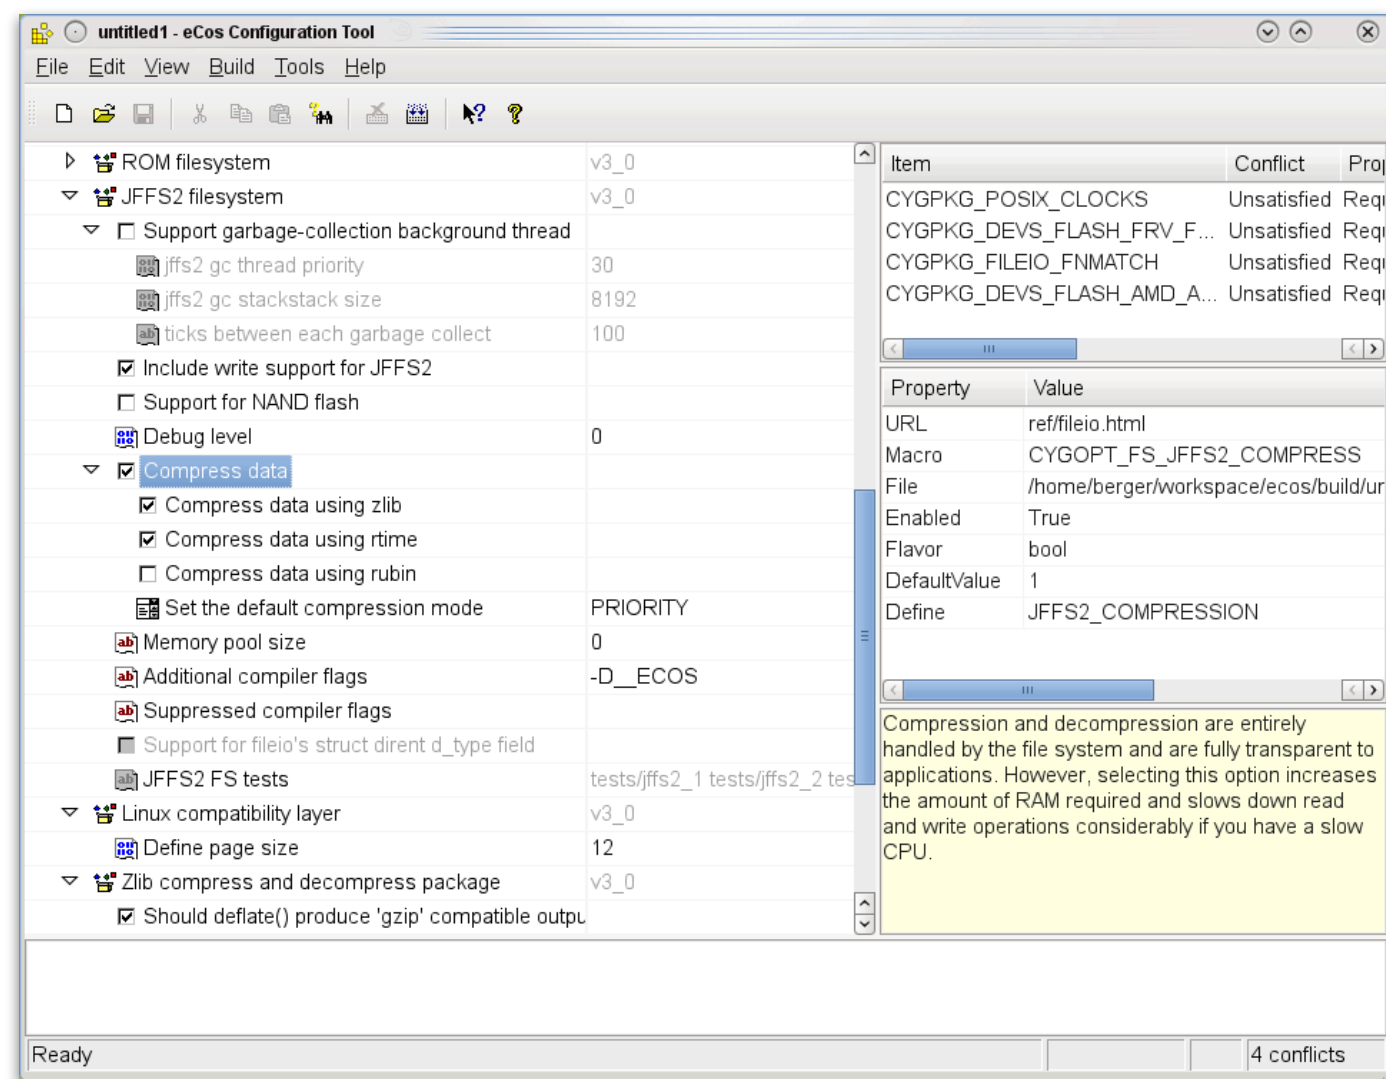 untitled1 - eCos Configuration Tool
File Edit View Build Tools Help
ROM filesystem v3_0
JFFS2 filesystem v3_0
Support garbage-collection background thread
jffs2 gc thread priority 30
jffs2 gc stackstack size 8192
ticks between each garbage collect 100
Include write support for JFFS2
Support for NAND flash
Debug level 0
Compress data
Compress data using zlib
Compress data using rtime
Compress data using rubin
Set the default compression mode PRIORITY
Memory pool size 0
Additional compiler flags -D__ECOS
Suppressed compiler flags
Support for fileio's struct dirent d_type field
JFFS2 FS tests tests/jffs2_1 tests/jffs2_2 tes
Linux compatibility layer v3_0
Define page size 12
Zlib compress and decompress package v3_0
Should deflate() produce 'gzip' compatible outpu
Item Conflict Prop
CYGPKG_POSIX_CLOCKS Unsatisfied Requ
CYGPKG_DEVS_FLASH_FRV_F... Unsatisfied Requ
CYGPKG_FILEIO_FNMATCH Unsatisfied Requ
CYGPKG_DEVS_FLASH_AMD_A... Unsatisfied Requ
Property Value
URL ref/fileio.html
Macro CYGOPT_FS_JFFS2_COMPRESS
File /home/berger/workspace/ecos/build/ur
Enabled True
Flavor bool
DefaultValue 1
Define JFFS2_COMPRESSION
Compression and decompression are entirely
handled by the file system and are fully transparent to
applications. However, selecting this option increases
the amount of RAM required and slows down read
and write operations considerably if you have a slow
CPU.
Ready 4 conflicts